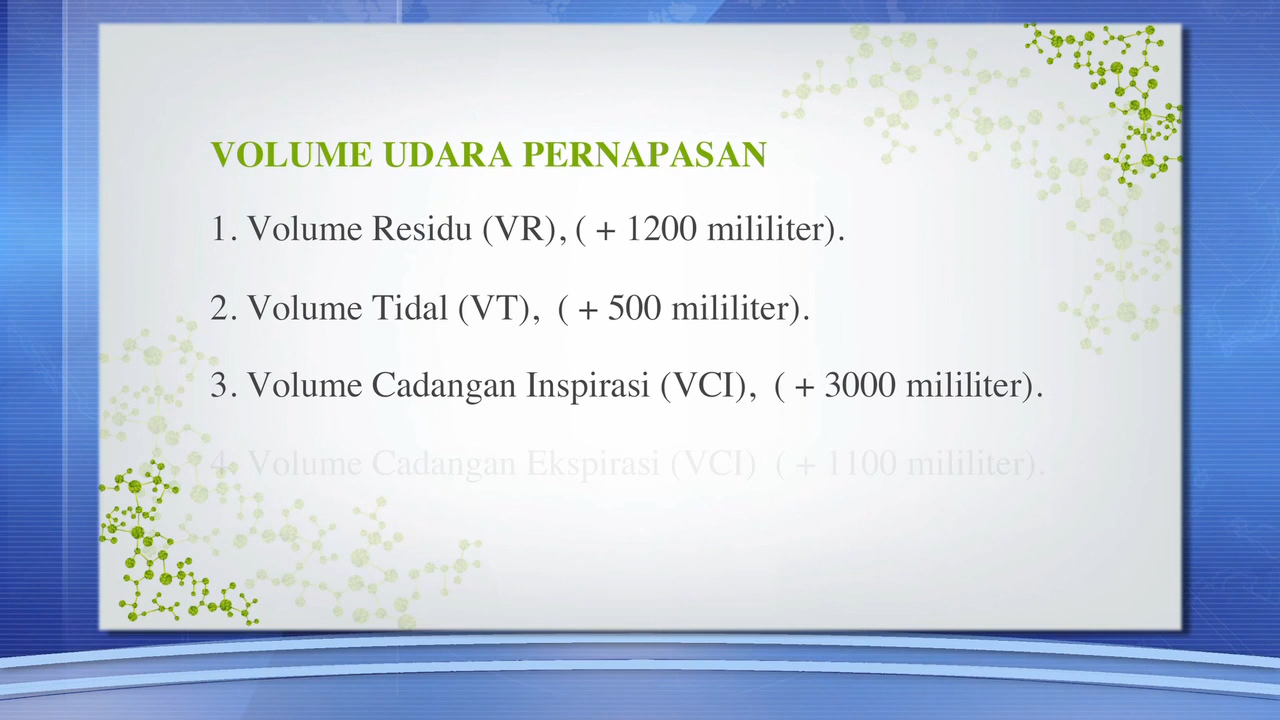 VOLUME UDARA PERNAPASAN
1. Volume Residu (VR), ( + 1200 mililiter).
2. Volume Tidal (VT),  ( + 500 mililiter).
3. Volume Cadangan Inspirasi (VCI),  ( + 3000 mililiter).
4. Volume Cadangan Ekspirasi (VCI)  ( + 1100 mililiter).